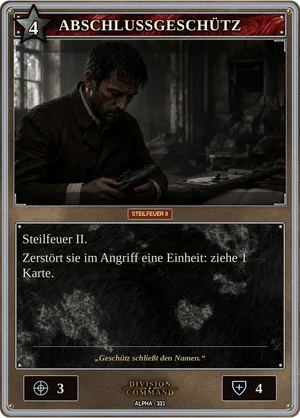 4
ABSCHLUSSGESCHÜTZ
STEILFEUER II
Steilfeuer II.
Zerstört sie im Angriff eine Einheit: ziehe 1
Karte.
„Geschütz schließt den Namen.“
3
DIVISION
COMMAND
ALPHA · 331
4